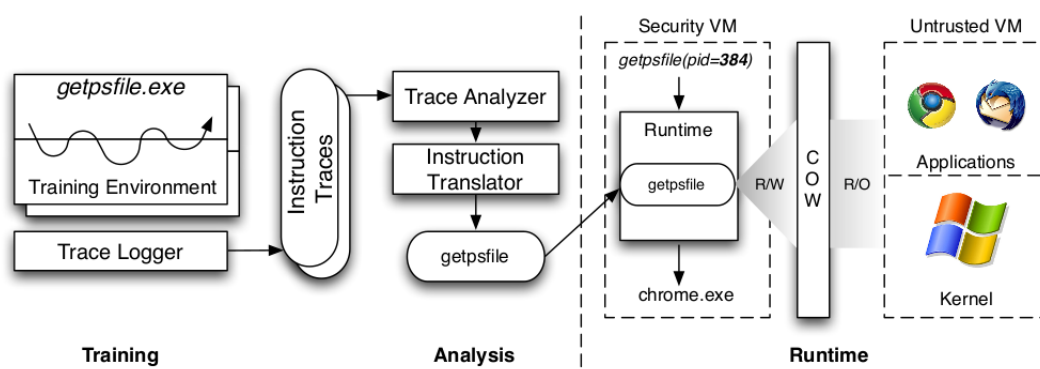 getpsfile.exe
Training Environment
Trace Logger
Instruction
Traces
Training
Trace Analyzer
Instruction
Translator
getpsfile
Analysis
Security VM
getpsfile(pid=384)
Runtime
getpsfile
chrome.exe
R/W
C
O
W
R/O
Untrusted VM
Applications
Kernel
Runtime